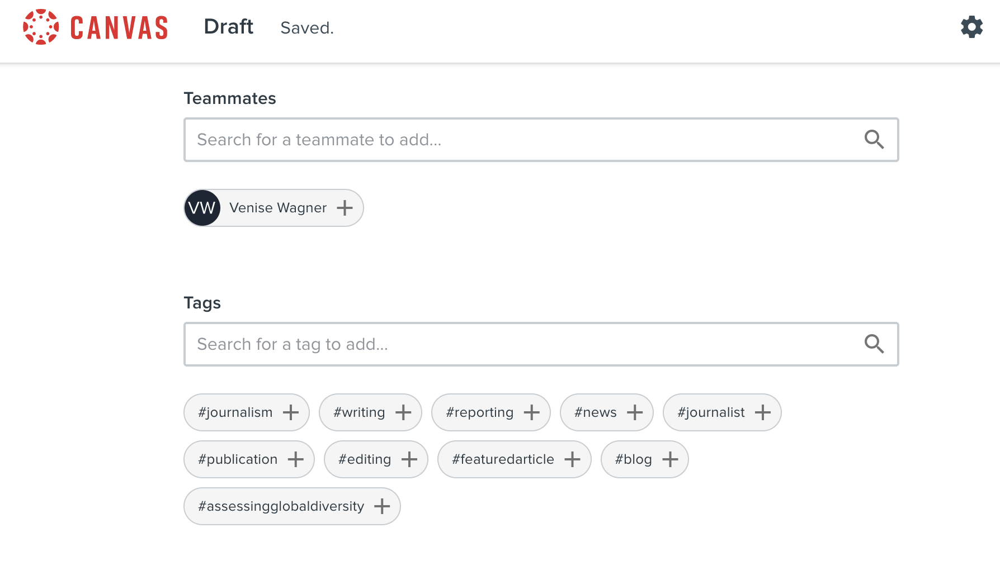 CANVAS Draft Saved.
Teammates
Search for a teammate to add...
VW Venise Wagner +
Tags
Search for a tag to add...
#journalism + #writing + #reporting + #news + #journalist +
#publication + #editing + #featuredarticle + #blog +
#assessingglobaldiversity +